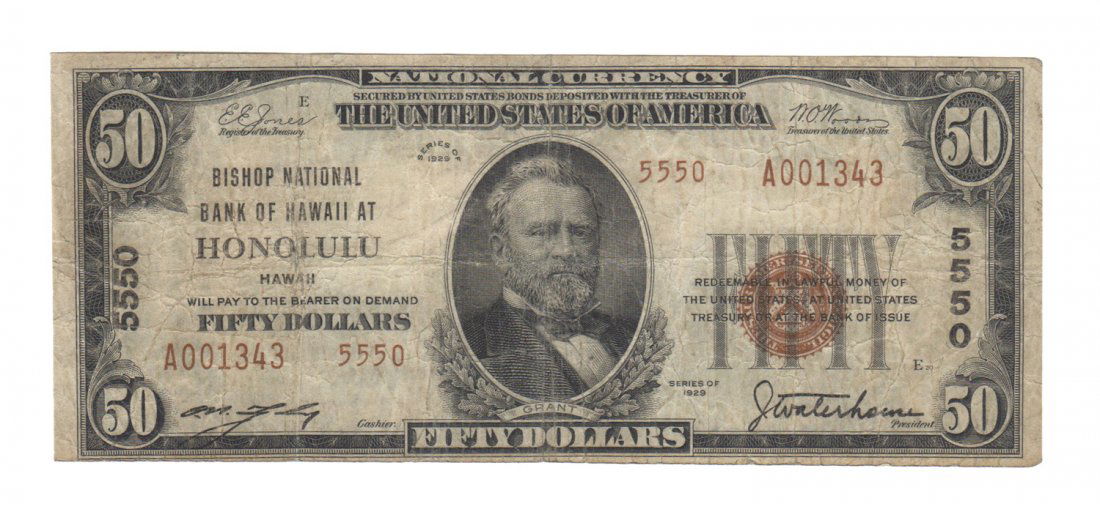 NATIONAL CURRENCY
SECURED BY UNITED STATES BONDS DEPOSITED WITH THE TREASURER OF
THE UNITED STATES OF AMERICA
50
E
E E Jones
Register of the Treasury.
W.O. Woods
Treasurer of the United States.
50
SERIES OF
1929
5550 A001343
BISHOP NATIONAL
BANK OF HAWAII AT
HONOLULU
HAWAII
WILL PAY TO THE BEARER ON DEMAND
FIFTY DOLLARS
A001343 5550
5550
FIFTY
REDEEMABLE IN LAWFUL MONEY OF
THE UNITED STATES AT UNITED STATES
TREASURY OR AT THE BANK OF ISSUE
5550
E 20
SERIES OF
1929
GRANT
50
Cashier.
J Waterhouse
President.
50
FIFTY DOLLARS